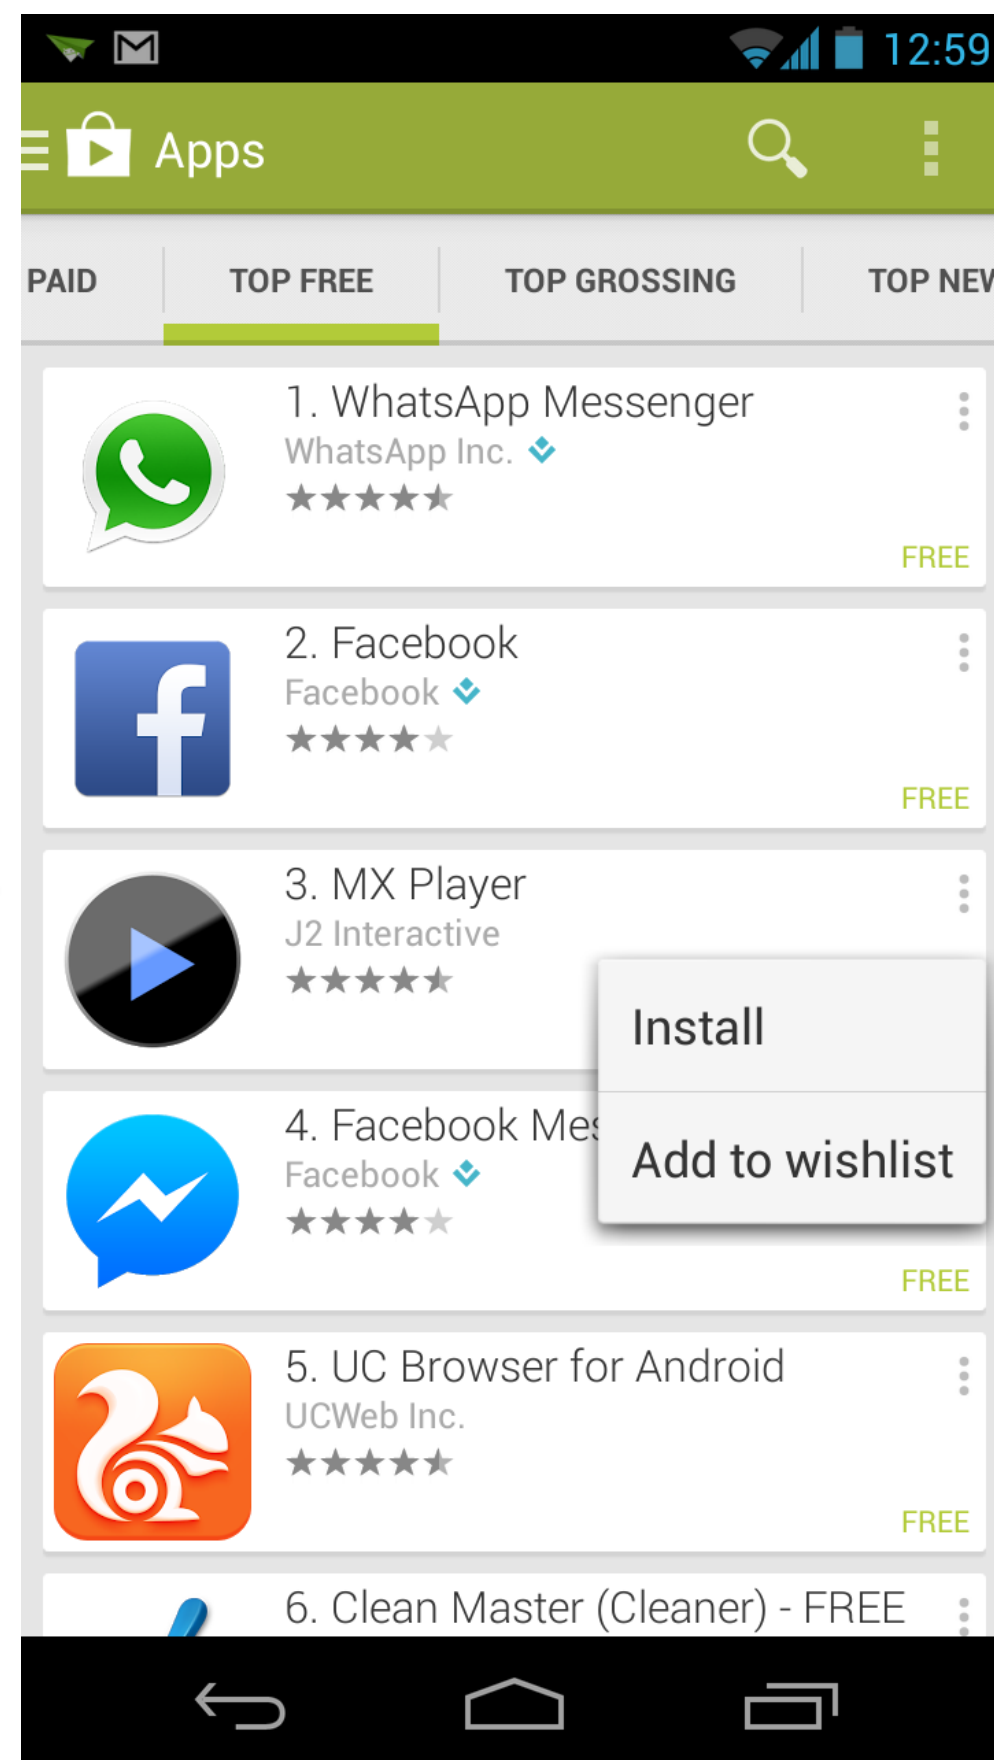 12:59
Apps
PAID
TOP FREE
TOP GROSSING
TOP NEW
1. WhatsApp Messenger
WhatsApp Inc.
FREE
2. Facebook
Facebook
FREE
3. MX Player
J2 Interactive
Install
4. Facebook Mes
Add to wishlist
Facebook
FREE
5. UC Browser for Android
UCWeb Inc.
FREE
6. Clean Master (Cleaner) - FREE